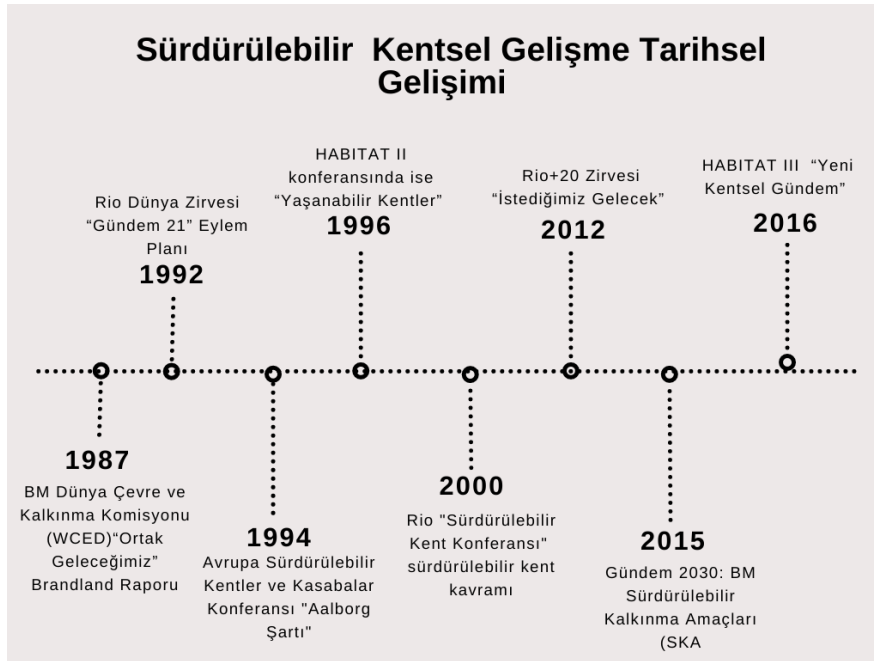 Sürdürülebilir  Kentsel Gelişme Tarihsel
Gelişimi
Rio Dünya Zirvesi
“Gündem 21” Eylem
Planı
1992
HABITAT II
konferansında ise
“Yaşanabilir Kentler”
1996
Rio+20 Zirvesi
“İstediğimiz Gelecek”
2012
HABITAT III  “Yeni
Kentsel Gündem”
2016
1987
BM Dünya Çevre ve
Kalkınma Komisyonu
(WCED)“Ortak
Geleceğimiz”
Brandland Raporu
1994
Avrupa Sürdürülebilir
Kentler ve Kasabalar
Konferansı "Aalborg
Şartı"
2000
Rio "Sürdürülebilir
Kent Konferansı"
sürdürülebilir kent
kavramı
2015
Gündem 2030: BM
Sürdürülebilir
Kalkınma Amaçları
(SKA